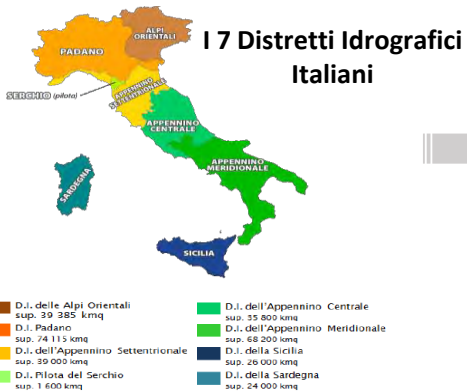 I 7 Distretti Idrografici
Italiani
ALPI
ORIENTALI
PADANO
SERCHIO (pilota)
APPENNINO
SETTENTRIONALE
APPENNINO
CENTRALE
APPENNINO
MERIDIONALE
SARDEGNA
SICILIA
D.I. delle Alpi Orientali
sup. 39 385 kmq
D.I. Padano
sup. 74 115 kmq
D.I. dell'Appennino Settentrionale
sup. 39 000 kmq
D.I. Pilota del Serchio
sup. 1 600 kmq
D.I. dell'Appennino Centrale
sup. 35 800 kmq
D.I. dell'Appennino Meridionale
sup. 68 200 kmq
D.I. della Sicilia
sup. 26 000 kmq
D.I. della Sardegna
sup. 24 000 kmq